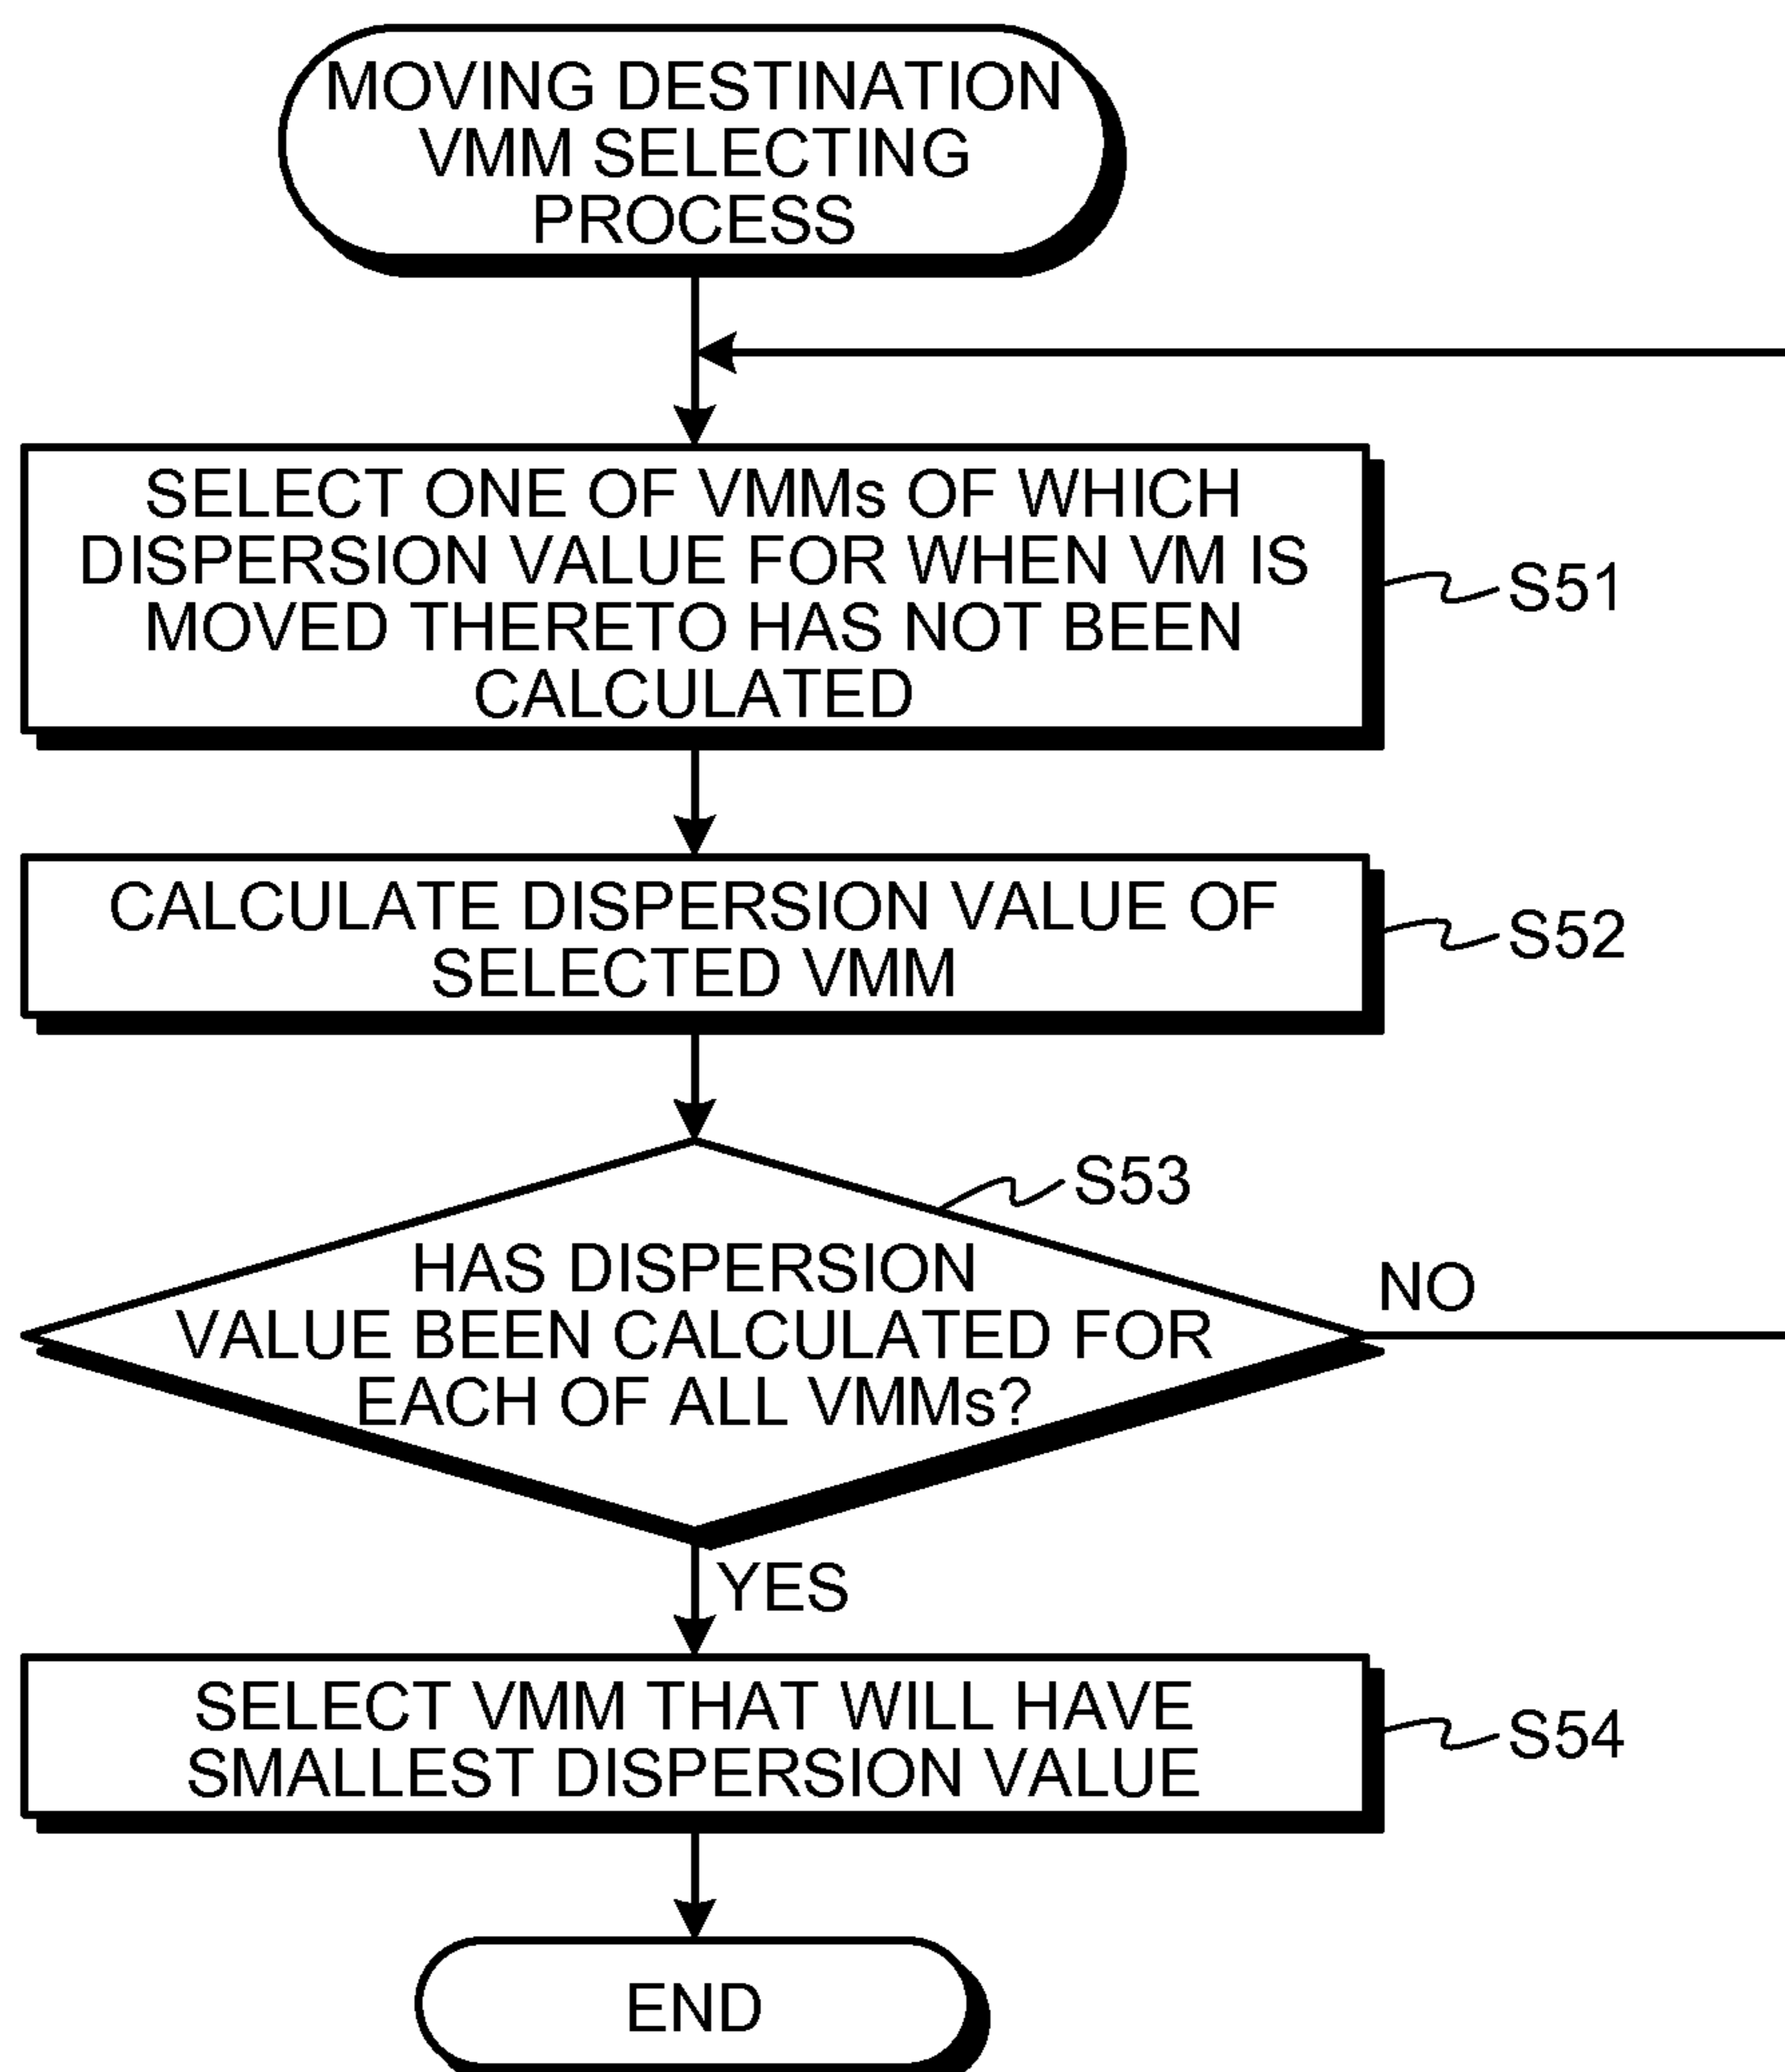 MOVING DESTINATION
VMM SELECTING
PROCESS
SELECT ONE OF VMMs OF WHICH
DISPERSION VALUE FOR WHEN VM IS
MOVED THERETO HAS NOT BEEN
CALCULATED
S51
CALCULATE DISPERSION VALUE OF
SELECTED VMM
S52
S53
HAS DISPERSION
VALUE BEEN CALCULATED FOR
EACH OF ALL VMMs?
NO
YES
SELECT VMM THAT WILL HAVE
SMALLEST DISPERSION VALUE
S54
END